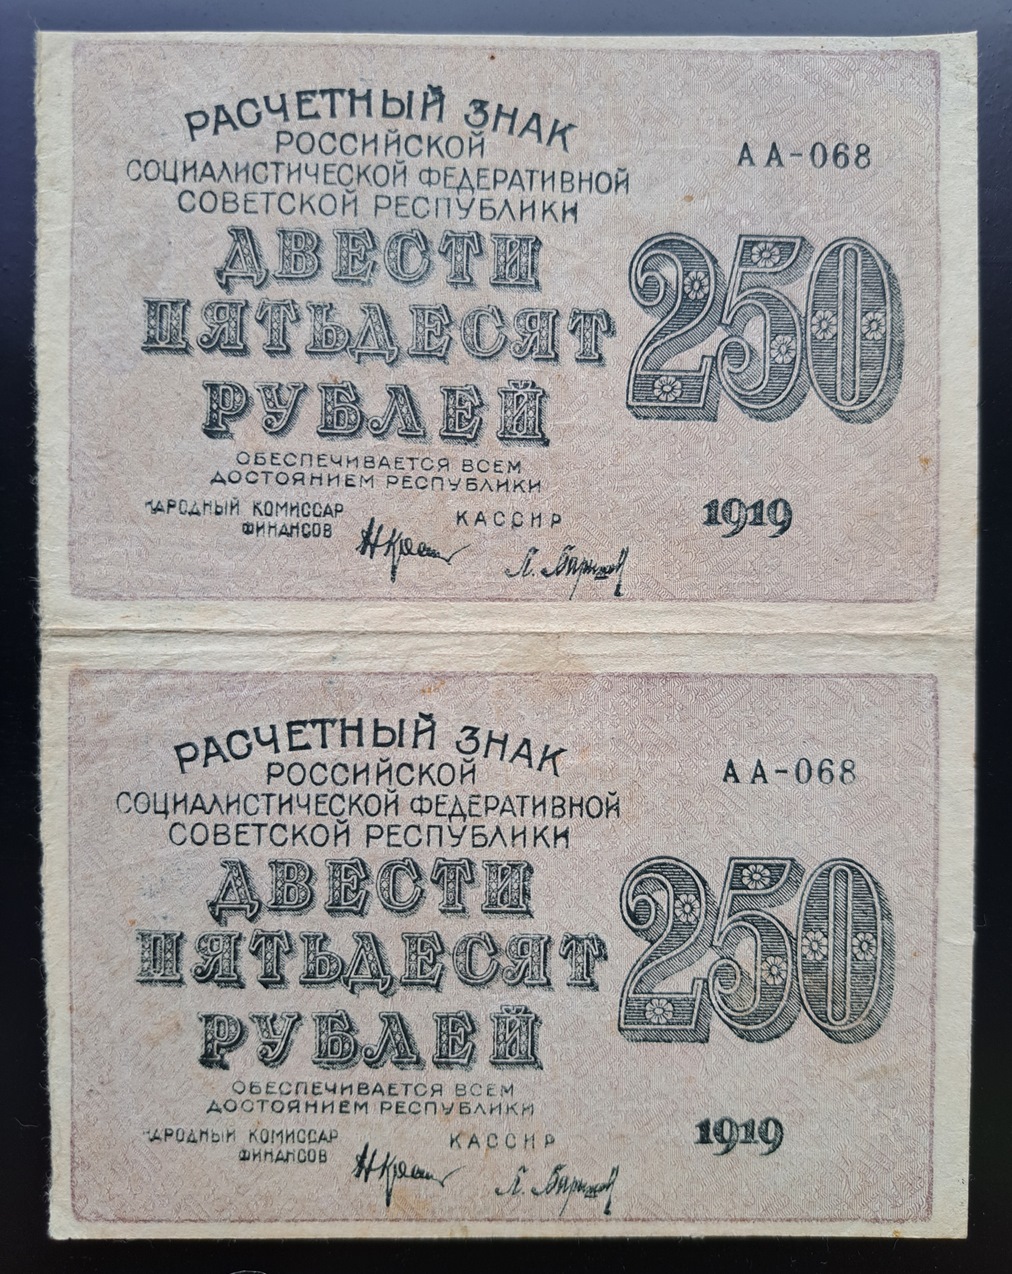 РАСЧЕТНЫЙ ЗНАК
РОССИЙСКОЙ
СОЦИАЛИСТИЧЕСКОЙ ФЕДЕРАТИВНОЙ
СОВЕТСКОЙ РЕСПУБЛИКИ
АА-068
ДВЕСТИ
ПЯТЬДЕСЯТ
РУБЛЕЙ
250
ОБЕСПЕЧИВАЕТСЯ ВСЕМ
ДОСТОЯНИЕМ РЕСПУБЛИКИ
НАРОДНЫЙ КОМИССАР
ФИНАНСОВ
КАССИР
1919
РАСЧЕТНЫЙ ЗНАК
РОССИЙСКОЙ
СОЦИАЛИСТИЧЕСКОЙ ФЕДЕРАТИВНОЙ
СОВЕТСКОЙ РЕСПУБЛИКИ
АА-068
ДВЕСТИ
ПЯТЬДЕСЯТ
РУБЛЕЙ
250
ОБЕСПЕЧИВАЕТСЯ ВСЕМ
ДОСТОЯНИЕМ РЕСПУБЛИКИ
НАРОДНЫЙ КОМИССАР
ФИНАНСОВ
КАССИР
1919